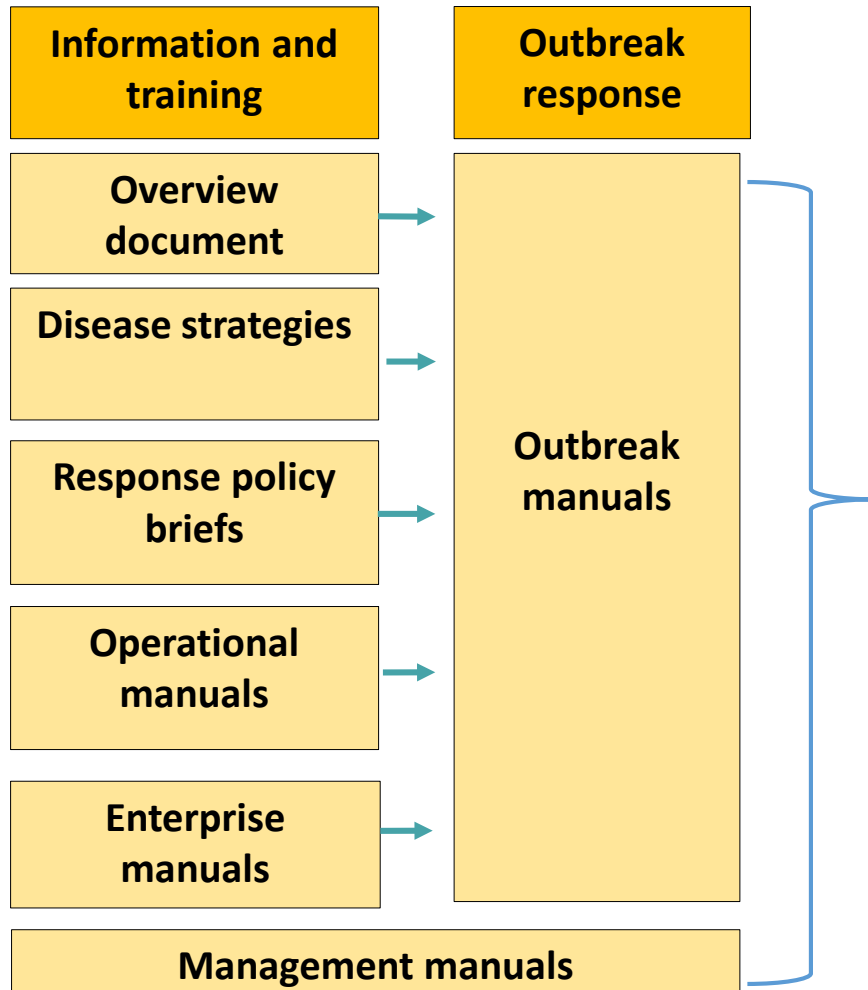 Information and
training
Outbreak
response
Overview
document
Disease strategies
Response policy
briefs
Operational
manuals
Enterprise
manuals
Outbreak
manuals
Management manuals